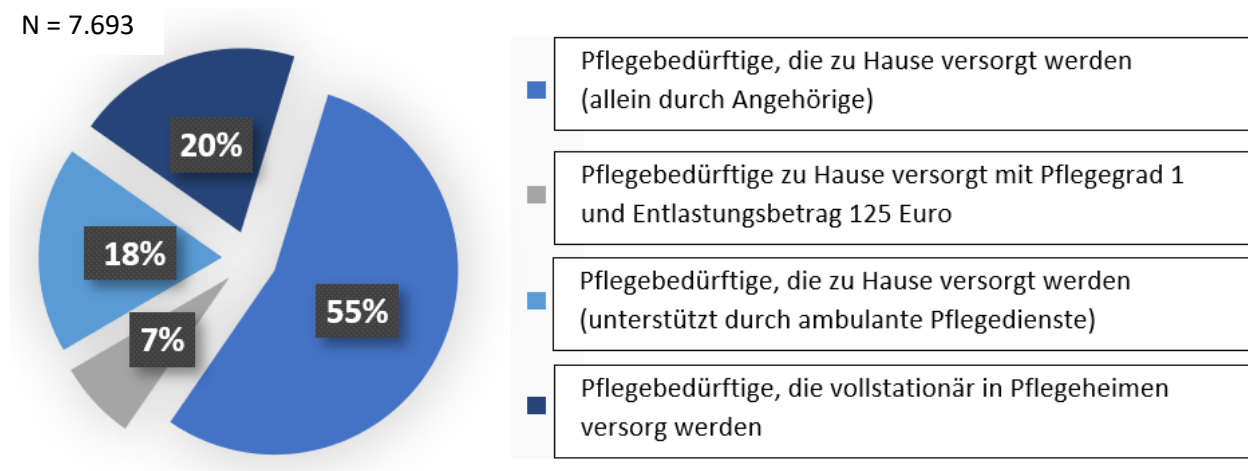 N = 7.693
20%
18%
7%
55%
Pflegebedürftige, die zu Hause versorgt werden
(allein durch Angehörige)
Pflegebedürftige zu Hause versorgt mit Pflegegrad 1
und Entlastungsbetrag 125 Euro
Pflegebedürftige, die zu Hause versorgt werden
(unterstützt durch ambulante Pflegedienste)
Pflegebedürftige, die vollstationär in Pflegeheimen
versorg werden